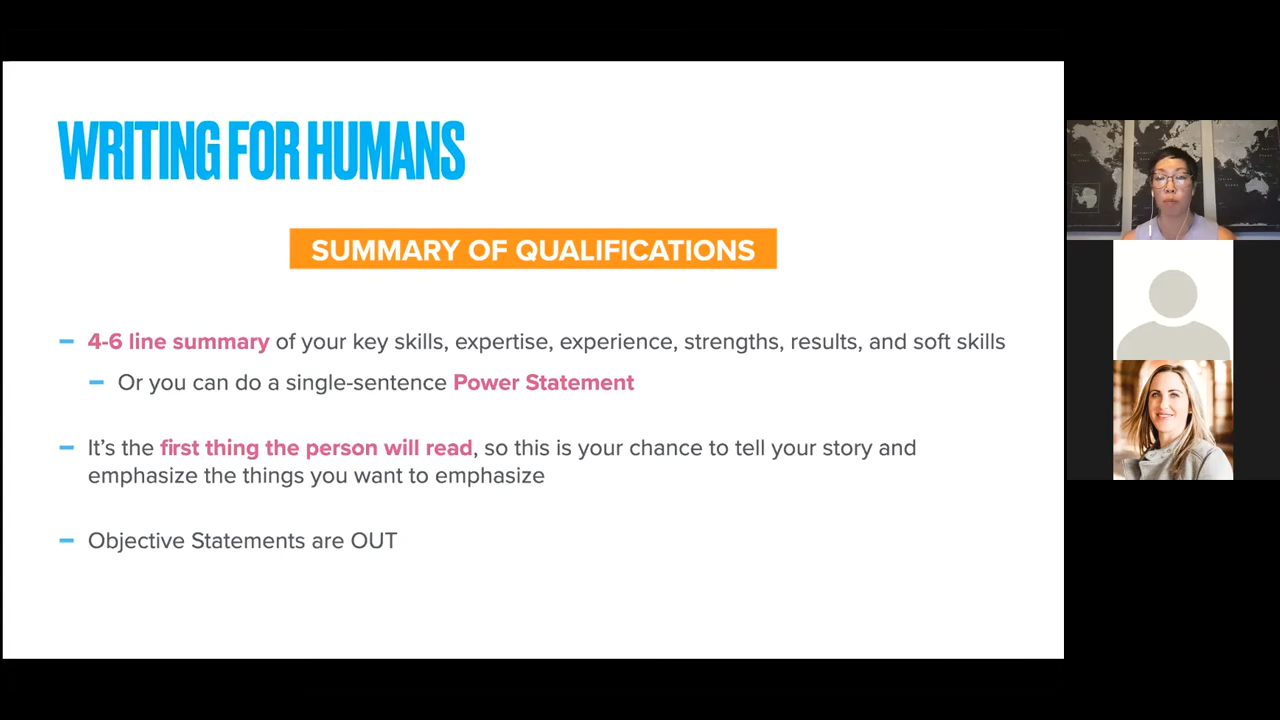 WRITING FOR HUMANS
SUMMARY OF QUALIFICATIONS
4-6 line summary of your key skills, expertise, experience, strengths, results, and soft skills
Or you can do a single-sentence Power Statement
It’s the first thing the person will read, so this is your chance to tell your story and
emphasize the things you want to emphasize
Objective Statements are OUT